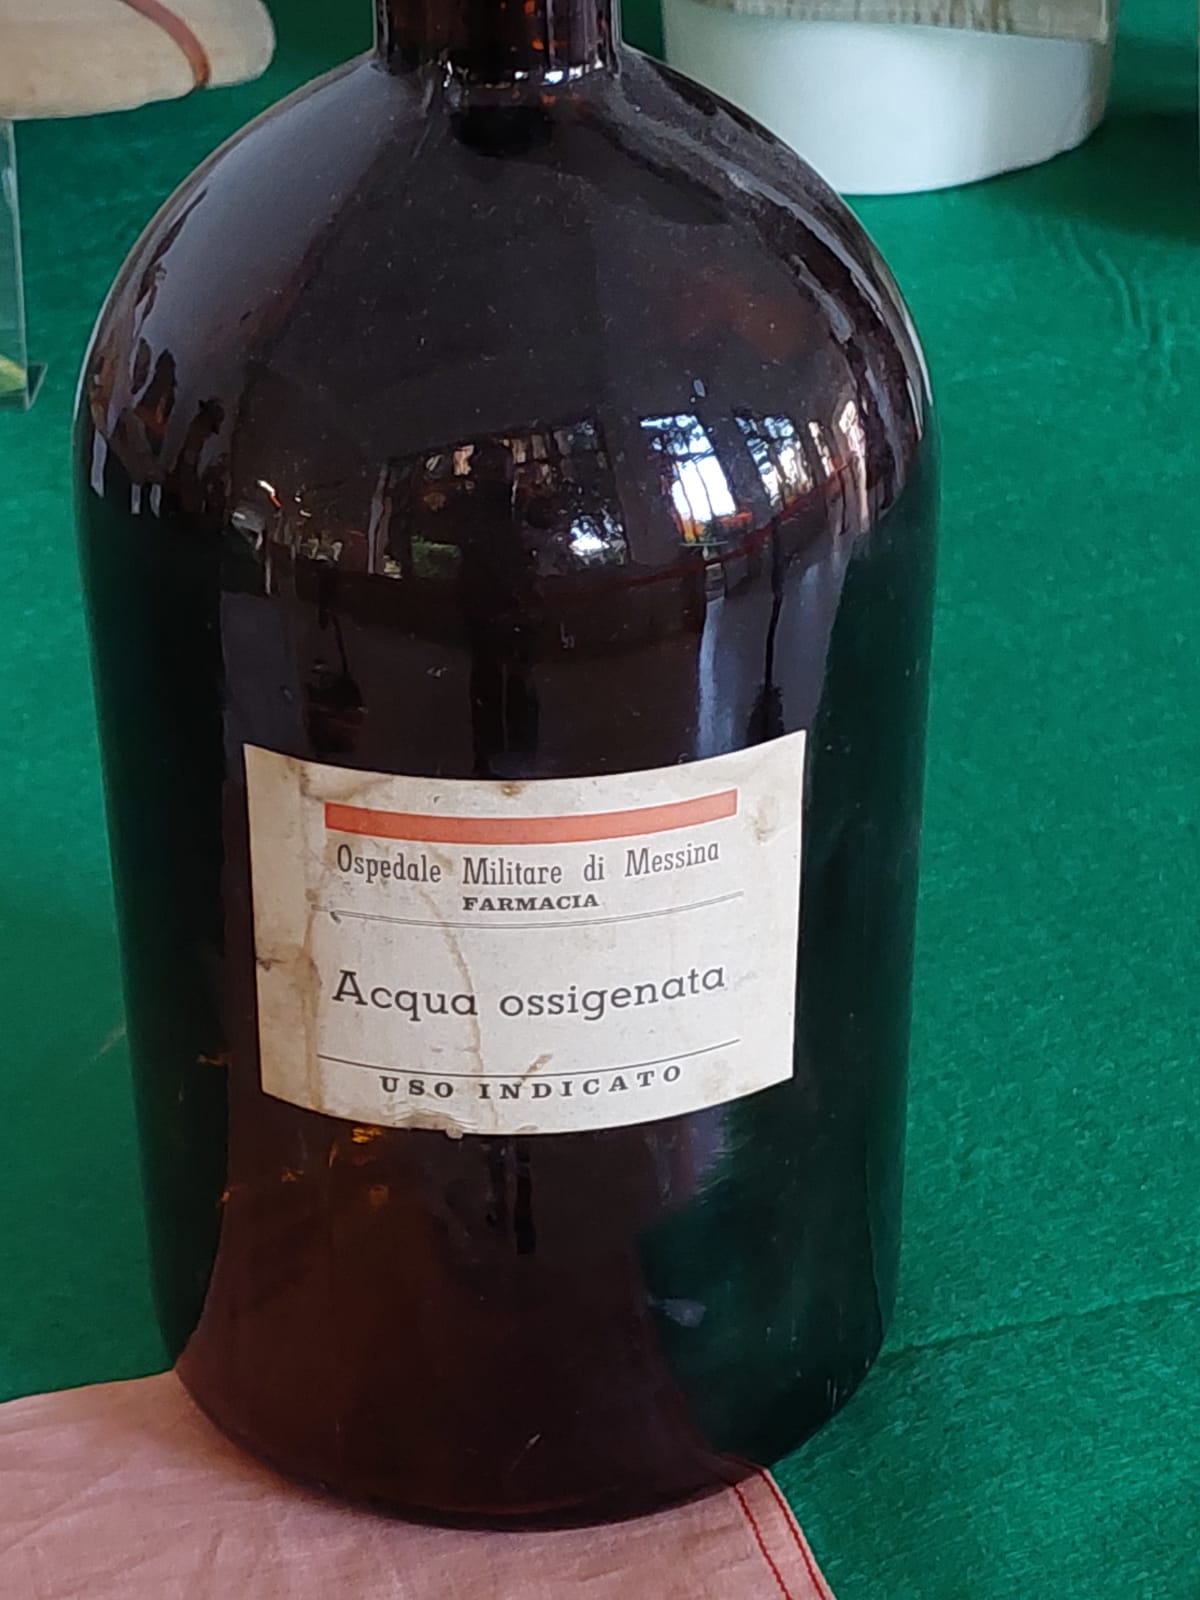 Ospedale Militare di Messina
FARMACIA
Acqua ossigenata
USO INDICATO